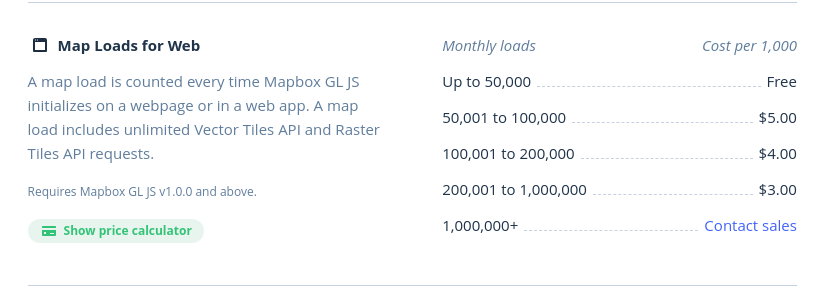 Map Loads for Web
A map load is counted every time Mapbox GL JS
initializes on a webpage or in a web app. A map
load includes unlimited Vector Tiles API and Raster
Tiles API requests.
Requires Mapbox GL JS v1.0.0 and above.
Show price calculator
Monthly loads Cost per 1,000
Up to 50,000 Free
50,001 to 100,000 $5.00
100,001 to 200,000 $4.00
200,001 to 1,000,000 $3.00
1,000,000+ Contact sales